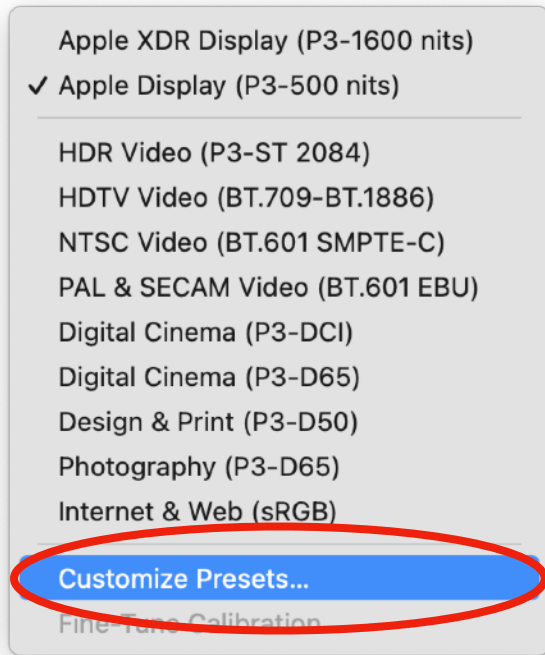 Apple XDR Display (P3-1600 nits)
✓ Apple Display (P3-500 nits)
HDR Video (P3-ST 2084)
HDTV Video (BT.709-BT.1886)
NTSC Video (BT.601 SMPTE-C)
PAL & SECAM Video (BT.601 EBU)
Digital Cinema (P3-DCI)
Digital Cinema (P3-D65)
Design & Print (P3-D50)
Photography (P3-D65)
Internet & Web (sRGB)
Customize Presets...
Fine-Tune Calibration...